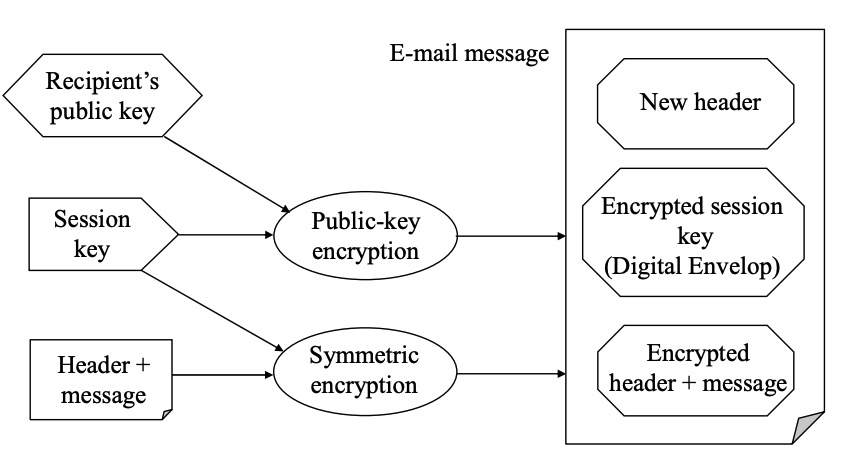 E-mail message
Recipient's
public key
New header
Session
key
Public-key
encryption
Encrypted session
key
(Digital Envelop)
Header +
message
Symmetric
encryption
Encrypted
header + message